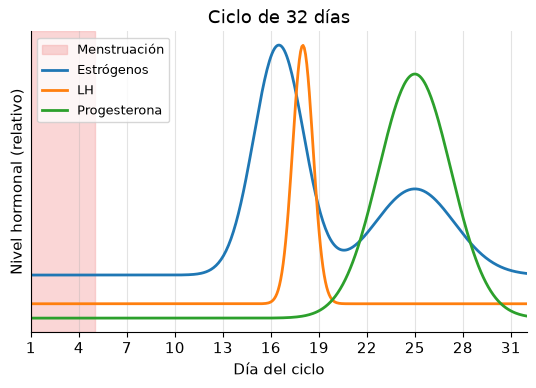 Ciclo de 32 días
Menstruación
Estrógenos
LH
Progesterona
Nivel hormonal (relativo)
1 4 7 10 13 16 19 22 25 28 31
Día del ciclo